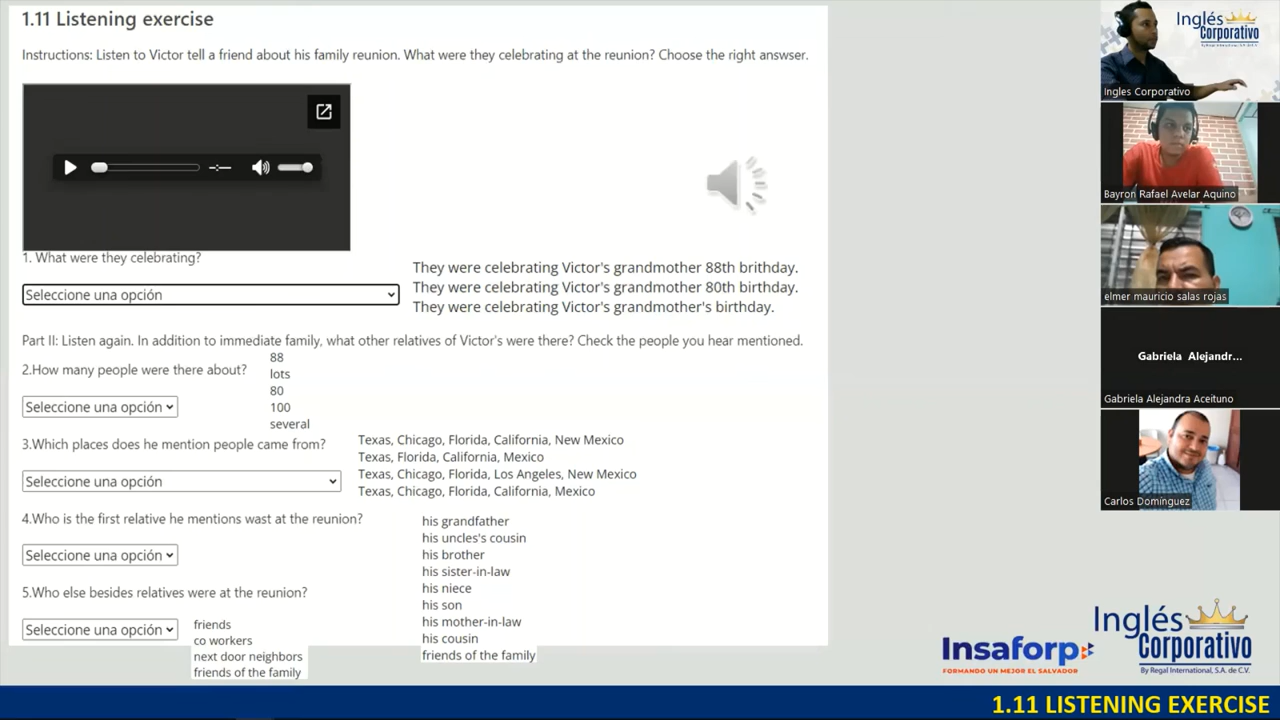 1.11 Listening exercise
Instructions: Listen to Victor tell a friend about his family reunion. What were they celebrating at the reunion? Choose the right answser.
1. What were they celebrating?
Seleccione una opción
They were celebrating Victor's grandmother 88th brithday.
They were celebrating Victor's grandmother 80th birthday.
They were celebrating Victor's grandmother's birthday.
Part II: Listen again. In addition to immediate family, what other relatives of Victor's were there? Check the people you hear mentioned.
2.How many people were there about?
Seleccione una opción
88
lots
80
100
several
3.Which places does he mention people came from?
Seleccione una opción
Texas, Chicago, Florida, California, New Mexico
Texas, Florida, California, Mexico
Texas, Chicago, Florida, Los Angeles, New Mexico
Texas, Chicago, Florida, California, Mexico
4.Who is the first relative he mentions wast at the reunion?
Seleccione una opción
his grandfather
his uncles's cousin
his brother
his sister-in-law
his niece
his son
his mother-in-law
his cousin
friends of the family
5.Who else besides relatives were at the reunion?
Seleccione una opción
friends
co workers
next door neighbors
friends of the family
Inglés
Corporativo
Ingles Corporativo
Bayron Rafael Avelar Aquino
elmer mauricio salas rojas
Gabriela Alejandr...
Gabriela Alejandra Aceituno
Carlos Domínguez
Insaforp
FORMANDO UN MEJOR EL SALVADOR
Inglés
Corporativo
By Regal International, S.A. de C.V.
1.11 LISTENING EXERCISE